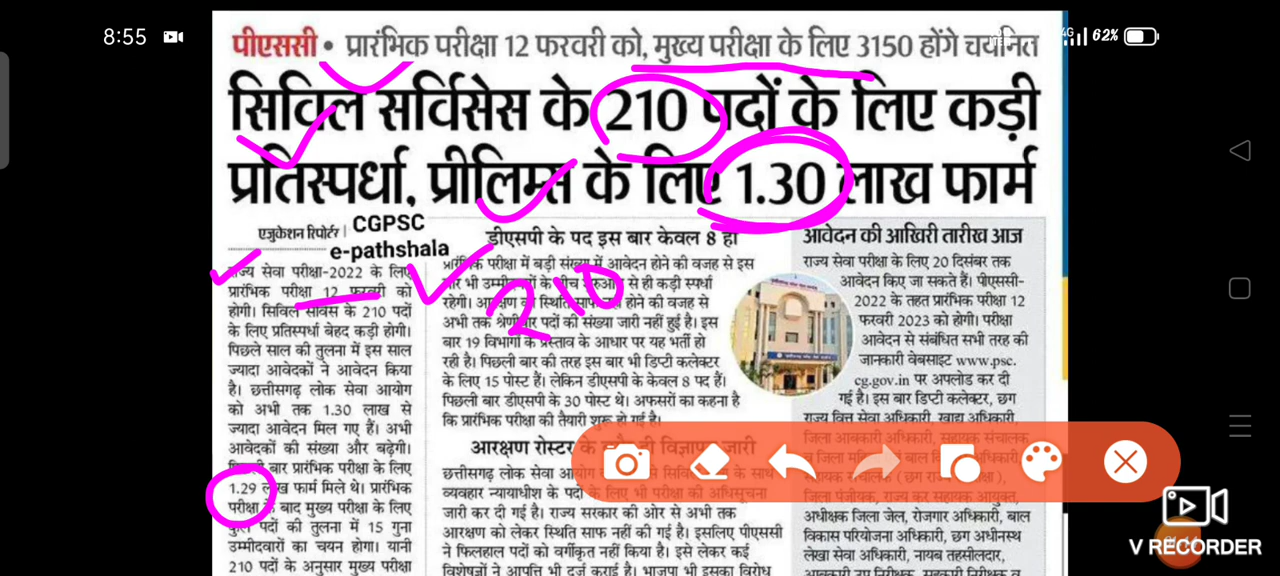 8:55
62%
पीएससी • प्रारंभिक परीक्षा 12 फरवरी को, मुख्य परीक्षा के लिए 3150 होंगे चयनित
सिविल सर्विसेस के 210 पदों के लिए कड़ी
प्रतिस्पर्धा, प्रीलिम्स के लिए 1.30 लाख फार्म
एजुकेशन रिपोर्टर |
CGPSC
e-pathshala
राज्य सेवा परीक्षा-2022 के लिए
प्रारंभिक परीक्षा 12 फरवरी को
होगी। सिविल सर्विस के 210 पदों
के लिए प्रतिस्पर्धा बेहद कड़ी होगी।
पिछले साल की तुलना में इस साल
ज्यादा आवेदकों ने आवेदन किया
है। छत्तीसगढ़ लोक सेवा आयोग
को अभी तक 1.30 लाख से
ज्यादा आवेदन मिल गए हैं। अभी
आवेदकों की संख्या और बढ़ेगी।
बार प्रारंभिक परीक्षा के लिए
1.29 लाख फार्म मिले थे। प्रारंभिक
परीक्षा के बाद मुख्य परीक्षा के लिए
कुल पदों की तुलना में 15 गुना
उम्मीदवारों का चयन होगा। यानी
210 पदों के अनुसार मुख्य परीक्षा
डीएसपी के पद इस बार केवल 8 ही
प्रारंभिक परीक्षा में बड़ी संख्या में आवेदन होने की वजह से इस
बार भी उम्मीदवारों के बीच शुरुआत से ही कड़ी स्पर्धा
रहेगी। आरक्षण की स्थिति साफ नहीं होने की वजह से
अभी तक श्रेणीवार पदों की संख्या जारी नहीं हुई है। इस
बार 19 विभागों के प्रस्ताव के आधार पर यह भर्ती हो
रही है। पिछली बार की तरह इस बार भी डिप्टी कलेक्टर
के लिए 15 पोस्ट हैं। लेकिन डीएसपी के केवल 8 पद हैं।
पिछली बार डीएसपी के 30 पोस्ट थे। अफसरों का कहना है
कि प्रारंभिक परीक्षा की तैयारी शुरू हो गई है।
210
आरक्षण रोस्टर के बिना ही विज्ञापन जारी
छत्तीसगढ़ लोक सेवा आयोग से सिविल के साथ
व्यवहार न्यायाधीश के पदों के लिए भी परीक्षा की अधिसूचना
जारी कर दी गई है। राज्य सरकार की ओर से अभी तक
आरक्षण को लेकर स्थिति साफ नहीं की गई है। इसलिए पीएससी
ने फिलहाल पदों को वर्गीकृत नहीं किया है। इसे लेकर कई
विशेषज्ञों ने आपत्ति भी दर्ज कराई है। भाजपा भी इसका विरोध
आवेदन की आखिरी तारीख आज
राज्य सेवा परीक्षा के लिए 20 दिसंबर तक
आवेदन किए जा सकते हैं। पीएससी-
2022 के तहत प्रारंभिक परीक्षा 12
फरवरी 2023 को होगी। परीक्षा
आवेदन से संबंधित सभी तरह की
जानकारी वेबसाइट www.psc.
cg.gov.in पर अपलोड कर दी
गई है। इस बार डिप्टी कलेक्टर, छग
राज्य वित्त सेवा अधिकारी, खाद्य अधिकारी,
जिला आबकारी अधिकारी, सहायक संचालक
जिला पंजीयक, राज्य कर सहायक आयुक्त,
अधीक्षक जिला जेल, रोजगार अधिकारी, बाल
विकास परियोजना अधिकारी, छग अधीनस्थ
लेखा सेवा अधिकारी, नायब तहसीलदार,
V RECORDER